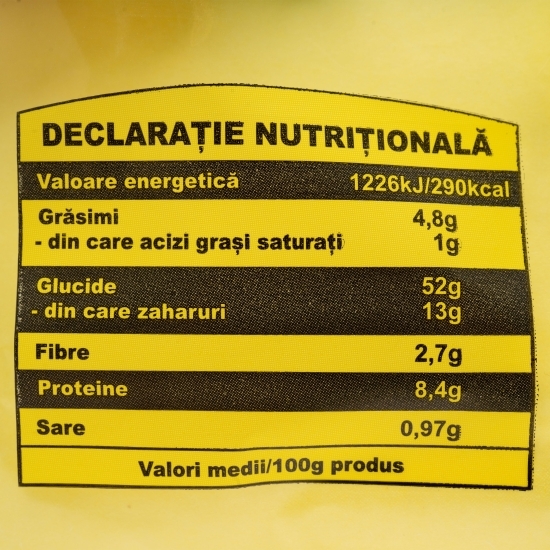 DECLARAȚIE NUTRIȚIONALĂ
Valoare energetică 1226kJ/290kcal
Grăsimi 4,8g
- din care acizi grași saturați 1g
Glucide 52g
- din care zaharuri 13g
Fibre 2,7g
Proteine 8,4g
Sare 0,97g
Valori medii/100g produs